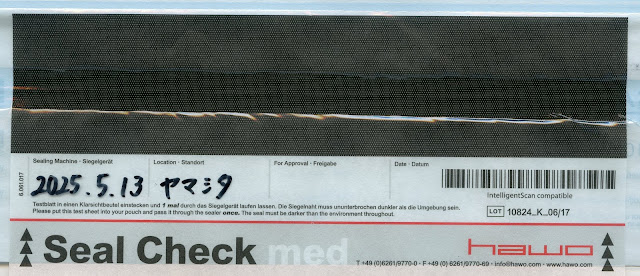 Sealing Machine - Siegelgerät
Location - Standort
For Approval - Freigabe
Date - Datum
2025.5.13
ヤマシタ
6.061.017
IntelligentScan compatible
Testblatt in einen Klarsichtbeutel einstecken und 1 mal durch das Siegelgerät laufen lassen. Die Siegelnaht muss ununterbrochen dunkler als die Umgebung sein.
Please put this test sheet into your pouch and pass it through the sealer once. The seal must be darker than the environment throughout.
LOT 10824_K_06/17
Seal Check med
hawo
T +49 (0)6261/9770-0 · F +49 (0) 6261/9770-69 · info@hawo.com · www.hawo.com